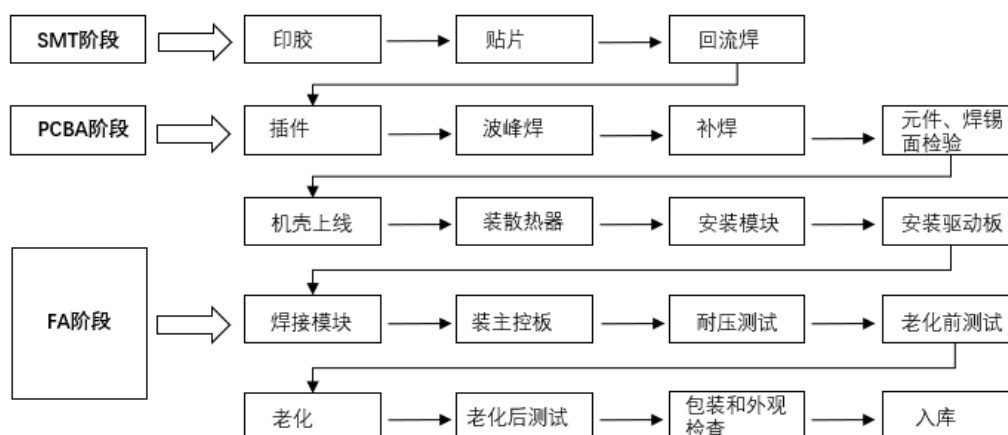 SMT阶段
印胶
贴片
回流焊
PCBA阶段
插件
波峰焊
补焊
元件、焊锡
面检验
机壳上线
装散热器
安装模块
安装驱动板
FA阶段
焊接模块
装主控板
耐压测试
老化前测试
老化
老化后测试
包装和外观
检查
入库